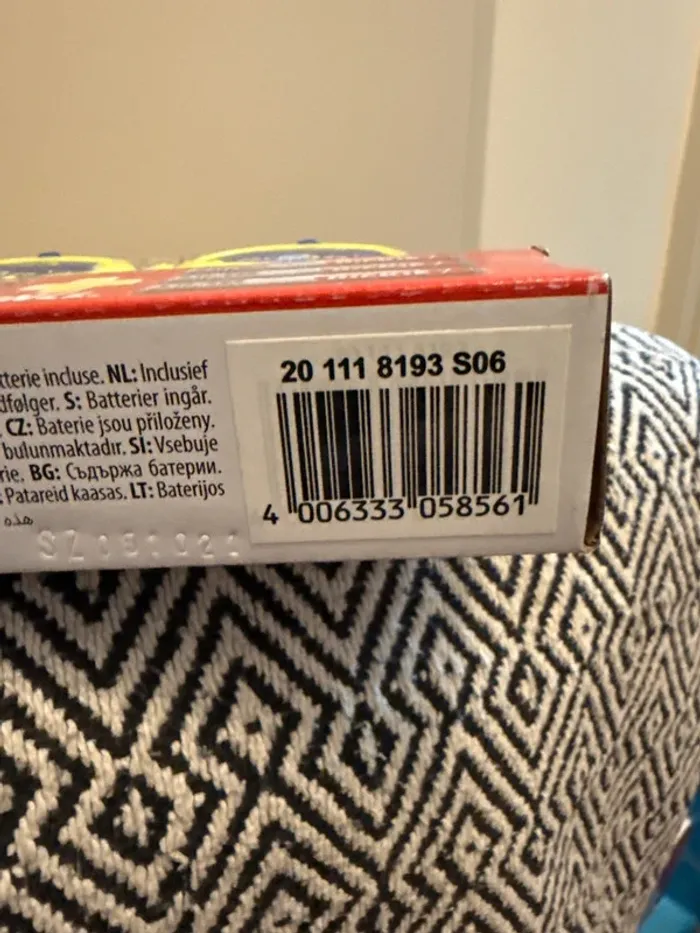 tterie incluse. NL: Inclusief
dfølger. S: Batterier ingår.
CZ: Baterie jsou přiloženy.
bulunmaktadır. SI: Vsebuje
rie. BG: Съдържа батерии.
: Patareid kaasas. LT: Baterijos
20 111 8193 S06
4 006333 058561